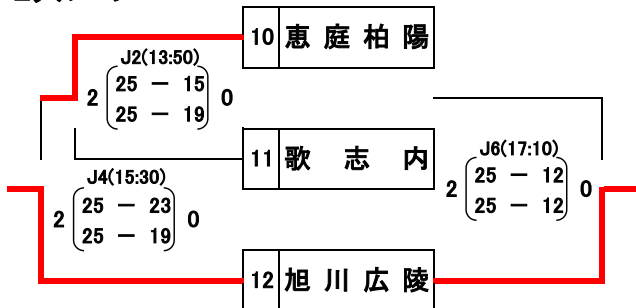 10 恵庭柏陽
J2(13:50)
2 25 － 15 0
25 － 19
11 歌志内
J6(17:10)
2 25 － 12 0
25 － 12
J4(15:30)
2 25 － 23 0
25 － 19
12 旭川広陵